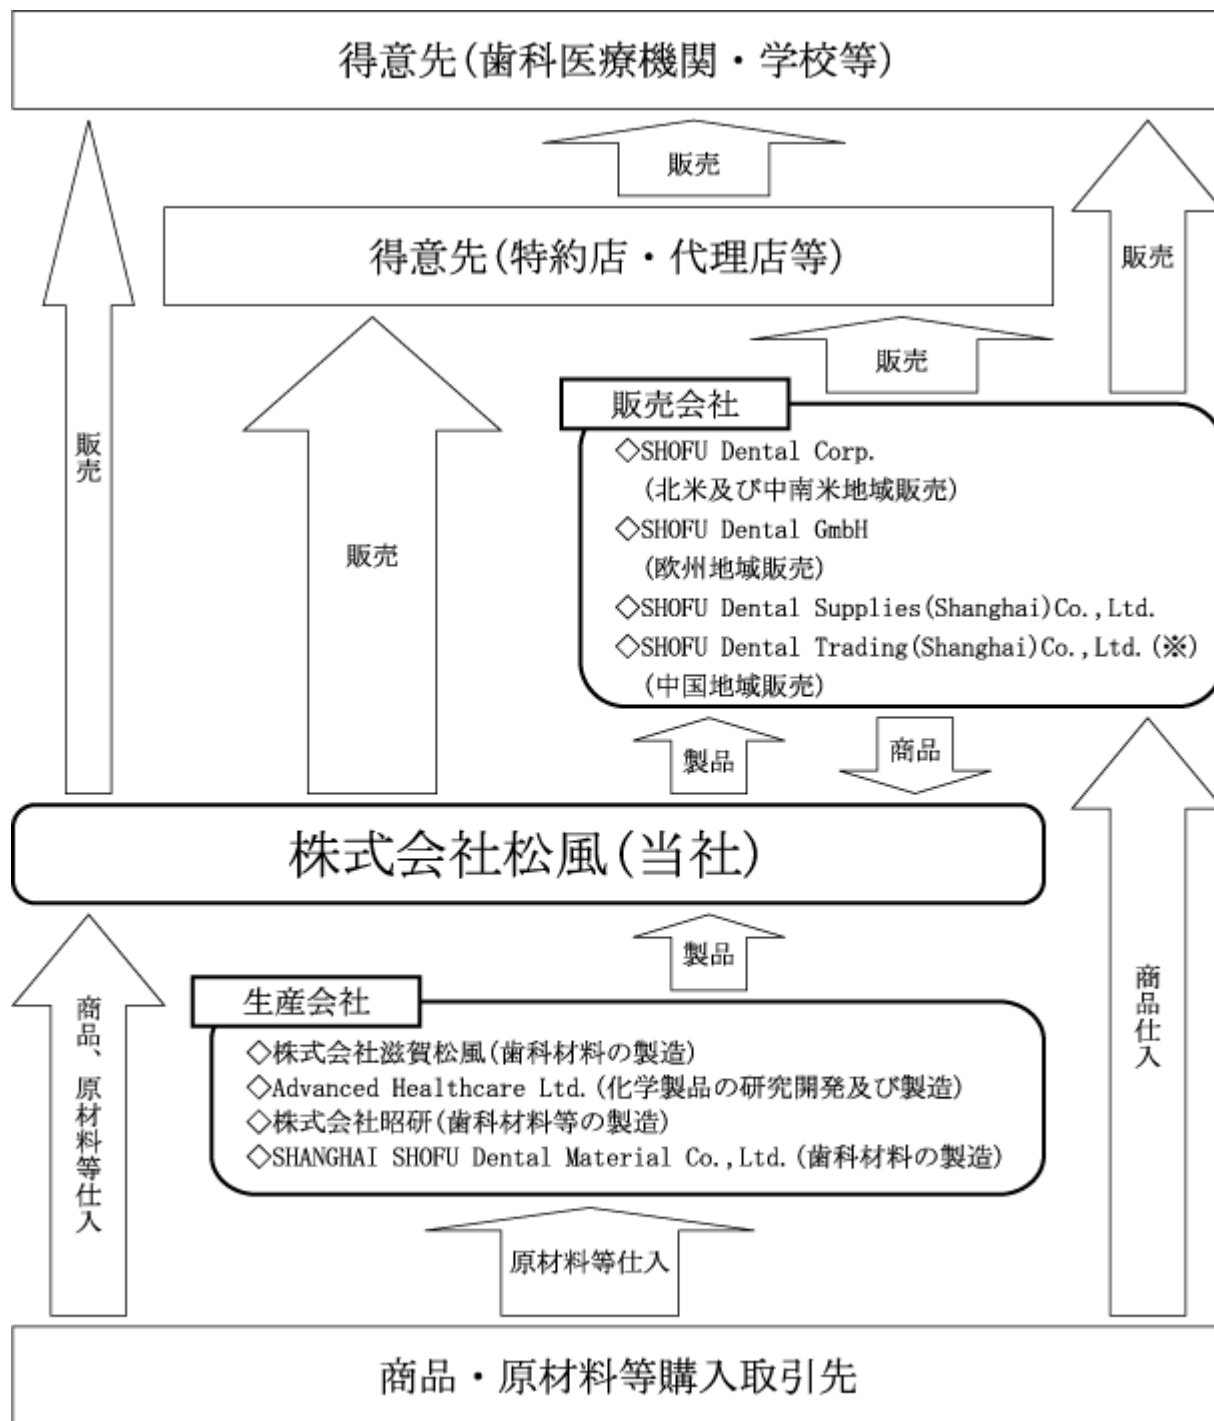 得意先(歯科医療機関・学校等)
販売
得意先(特約店・代理店等)
販売
販売
販売会社
◇SHOFU Dental Corp.
(北米及び中南米地域販売)
◇SHOFU Dental GmbH
(欧州地域販売)
◇SHOFU Dental Supplies(Shanghai)Co.,Ltd.
◇SHOFU Dental Trading(Shanghai)Co.,Ltd.(※)
(中国地域販売)
販売
販売
製品
商品
株式会社松風(当社)
製品
生産会社
◇株式会社滋賀松風(歯科材料の製造)
◇Advanced Healthcare Ltd.(化学製品の研究開発及び製造)
◇株式会社昭研(歯科材料等の製造)
◇SHANGHAI SHOFU Dental Material Co.,Ltd.(歯科材料の製造)
商品、原材料等仕入
商品仕入
原材料等仕入
商品・原材料等購入取引先